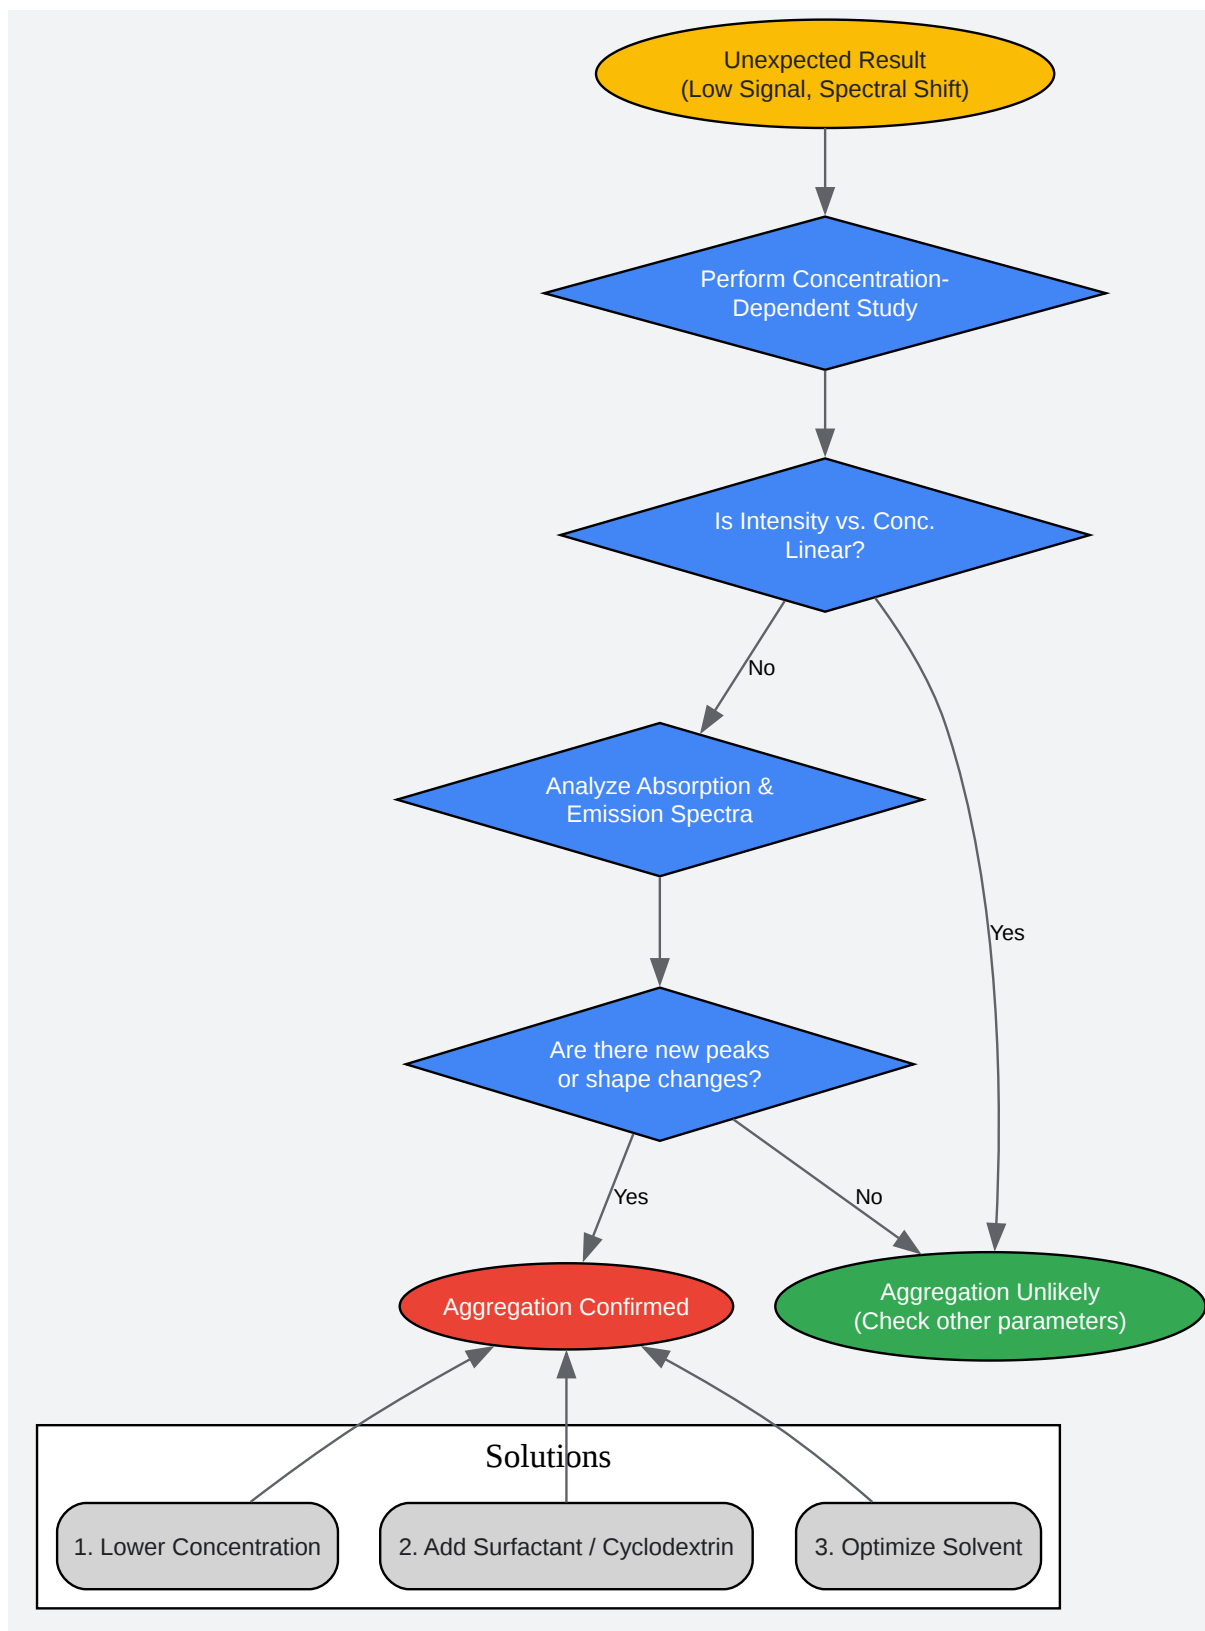 Unexpected Result
(Low Signal, Spectral Shift)
Perform Concentration-
Dependent Study
Is Intensity vs. Conc.
Linear?
No
Analyze Absorption &
Emission Spectra
Yes
Are there new peaks
or shape changes?
Yes
No
Aggregation Confirmed
Aggregation Unlikely
(Check other parameters)
Solutions
1. Lower Concentration
2. Add Surfactant / Cyclodextrin
3. Optimize Solvent